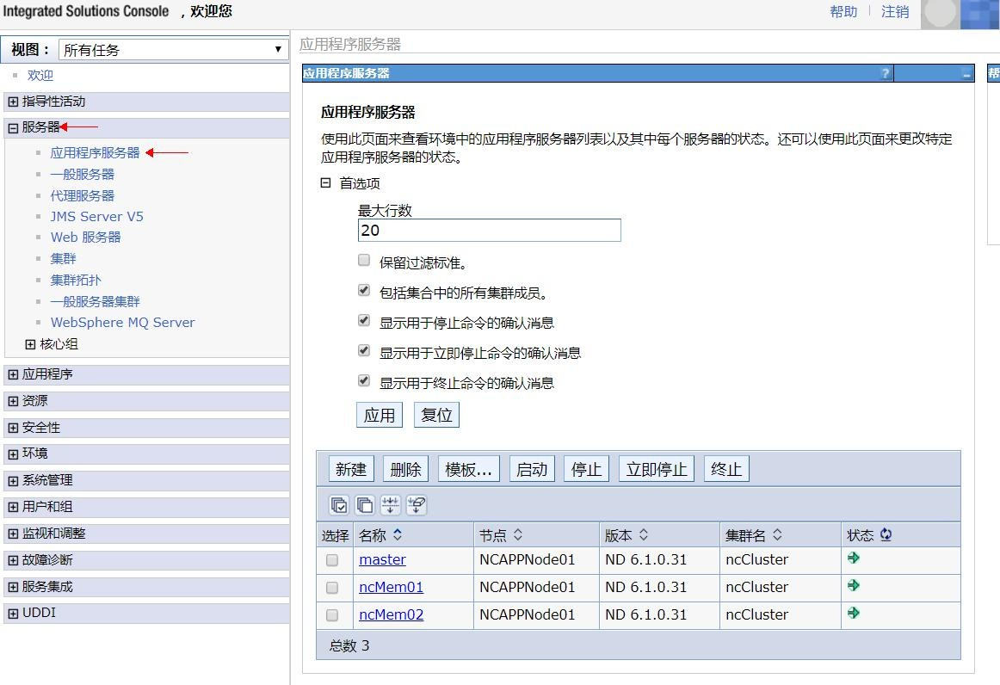 Integrated Solutions Console ，欢迎您 帮助 注销
视图： 所有任务
欢迎
指导性活动
服务器
应用程序服务器
一般服务器
代理服务器
JMS Server V5
Web 服务器
集群
集群拓扑
一般服务器集群
WebSphere MQ Server
核心组
应用程序
资源
安全性
环境
系统管理
用户和组
监视和调整
故障诊断
服务集成
UDDI
应用程序服务器
应用程序服务器 ? -
应用程序服务器
使用此页面来查看环境中的应用程序服务器列表以及其中每个服务器的状态。还可以使用此页面来更改特定
应用程序服务器的状态。
首选项
最大行数
20
保留过滤标准。
包括集合中的所有集群成员。
显示用于停止命令的确认消息
显示用于立即停止命令的确认消息
显示用于终止命令的确认消息
应用 复位
新建 删除 模板... 启动 停止 立即停止 终止
选择 名称 节点 版本 集群名 状态
master NCAPPNode01 ND 6.1.0.31 ncCluster
ncMem01 NCAPPNode01 ND 6.1.0.31 ncCluster
ncMem02 NCAPPNode01 ND 6.1.0.31 ncCluster
总数 3
帮